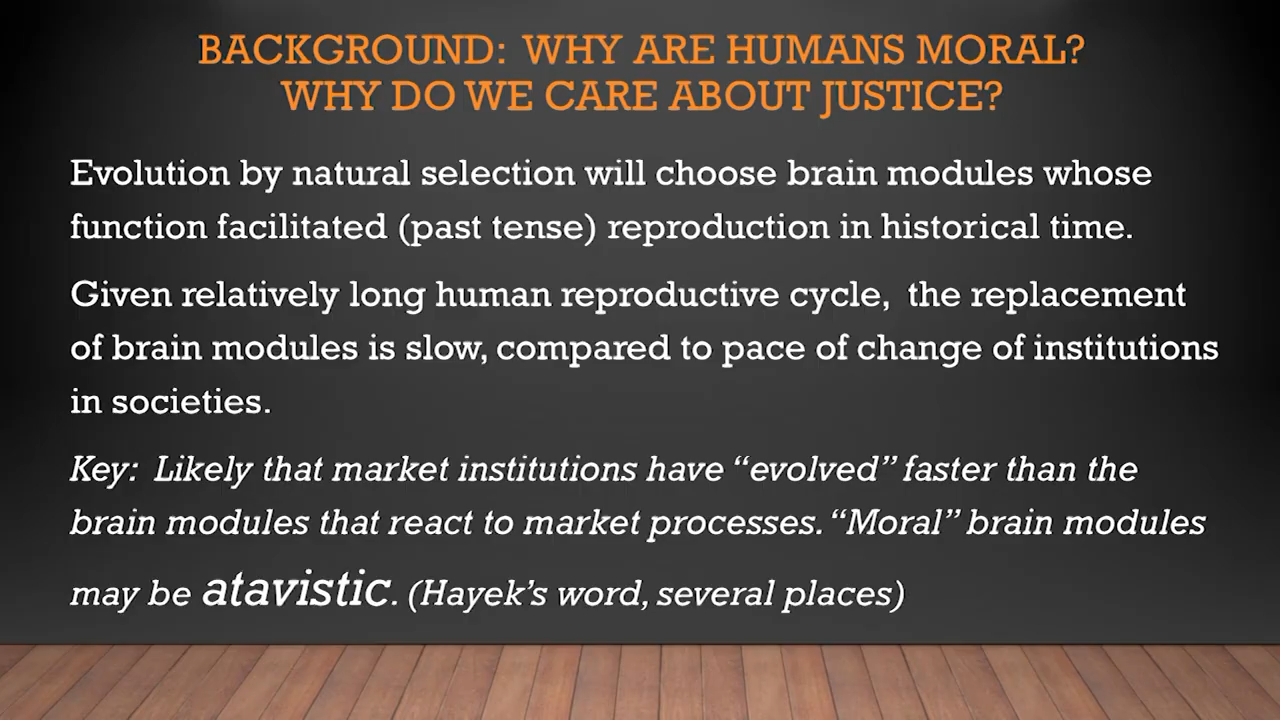 BACKGROUND: WHY ARE HUMANS MORAL?
WHY DO WE CARE ABOUT JUSTICE?
Evolution by natural selection will choose brain modules whose
function facilitated (past tense) reproduction in historical time.
Given relatively long human reproductive cycle, the replacement
of brain modules is slow, compared to pace of change of institutions
in societies.
Key: Likely that market institutions have “evolved” faster than the
brain modules that react to market processes. “Moral” brain modules
may be atavistic. (Hayek’s word, several places)